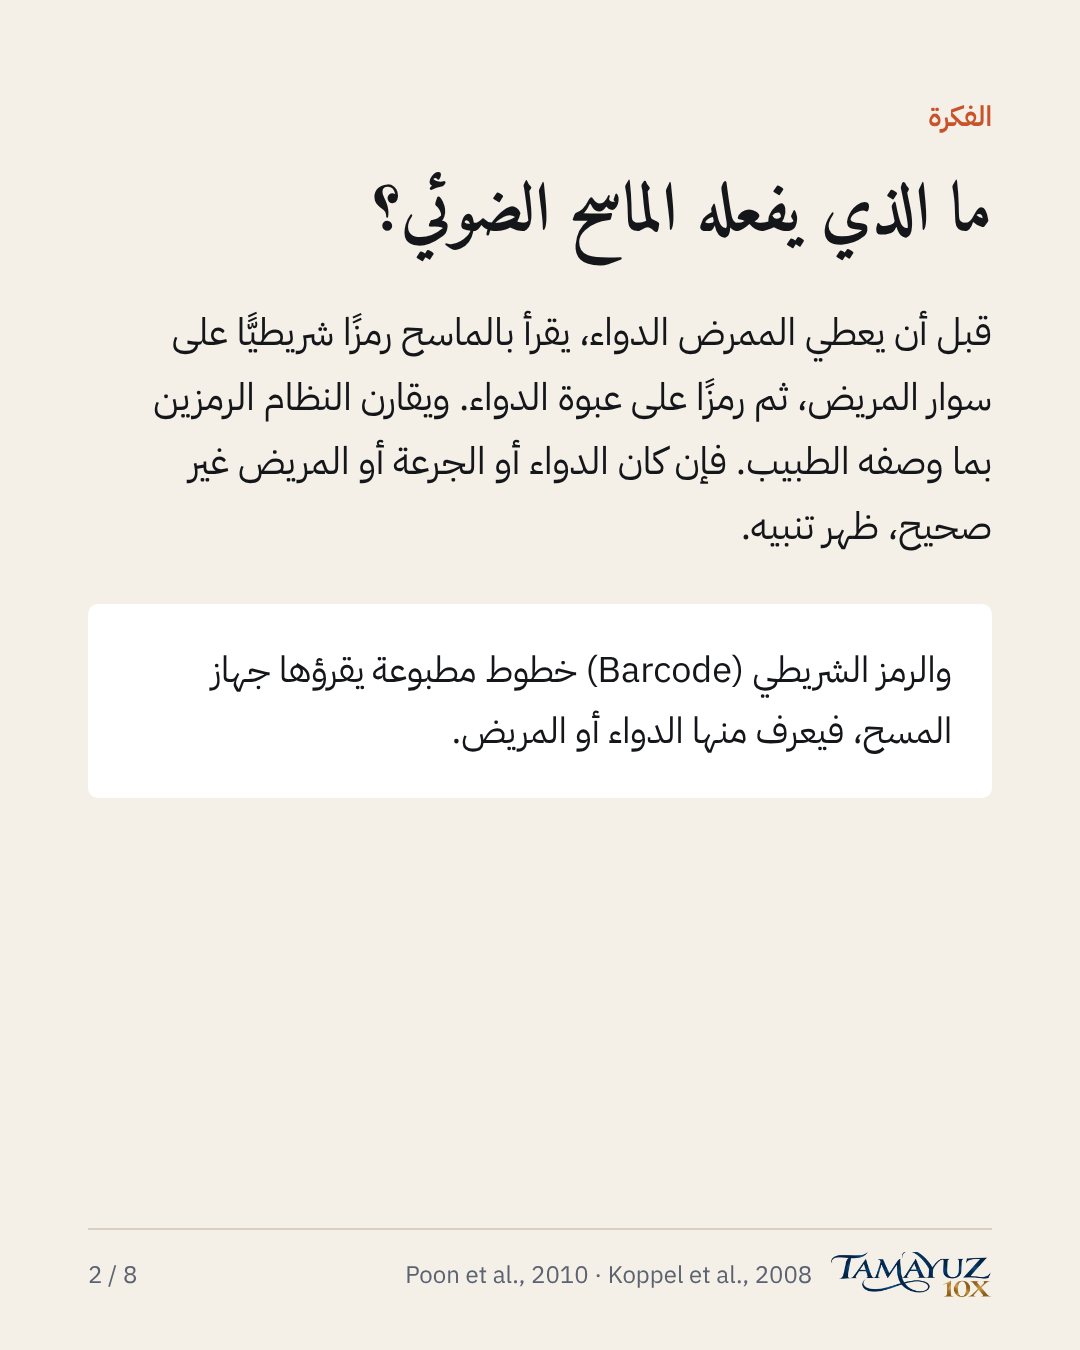 الفكرة
ما الذي يفعله الماسح الضوئي؟
قبل أن يعطي الممرض الدواء، يقرأ بالماسح رمزًا شريطيًّا على
سوار المريض، ثم رمزًا على عبوة الدواء. ويقارن النظام الرمزين
بما وصفه الطبيب. فإن كان الدواء أو الجرعة أو المريض غير
صحيح، ظهر تنبيه.
والرمز الشريطي (Barcode) خطوط مطبوعة يقرؤها جهاز
المسح، فيعرف منها الدواء أو المريض.
TAMAYUZ
10X
Poon et al., 2010 · Koppel et al., 2008
2 / 8